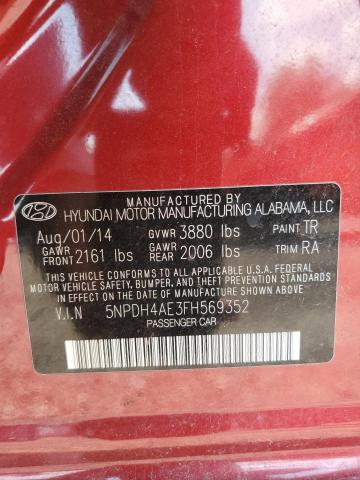 MANUFACTURED BY
HYUNDAI MOTOR MANUFACTURING ALABAMA, LLC
Aug/01/14 GVWR 3880 lbs PAINT TR
GAWR FRONT 2161 lbs GAWR REAR 2006 lbs TRIM RA
THIS VEHICLE CONFORMS TO ALL APPLICABLE U.S.A. FEDERAL
MOTOR VEHICLE SAFETY, BUMPER, AND THEFT PREVENTION
STANDARDS IN EFFECT ON THE DATE OF MANUFACTURE SHOWN ABOVE.
V.I.N 5NPDH4AE3FH569352
PASSENGER CAR